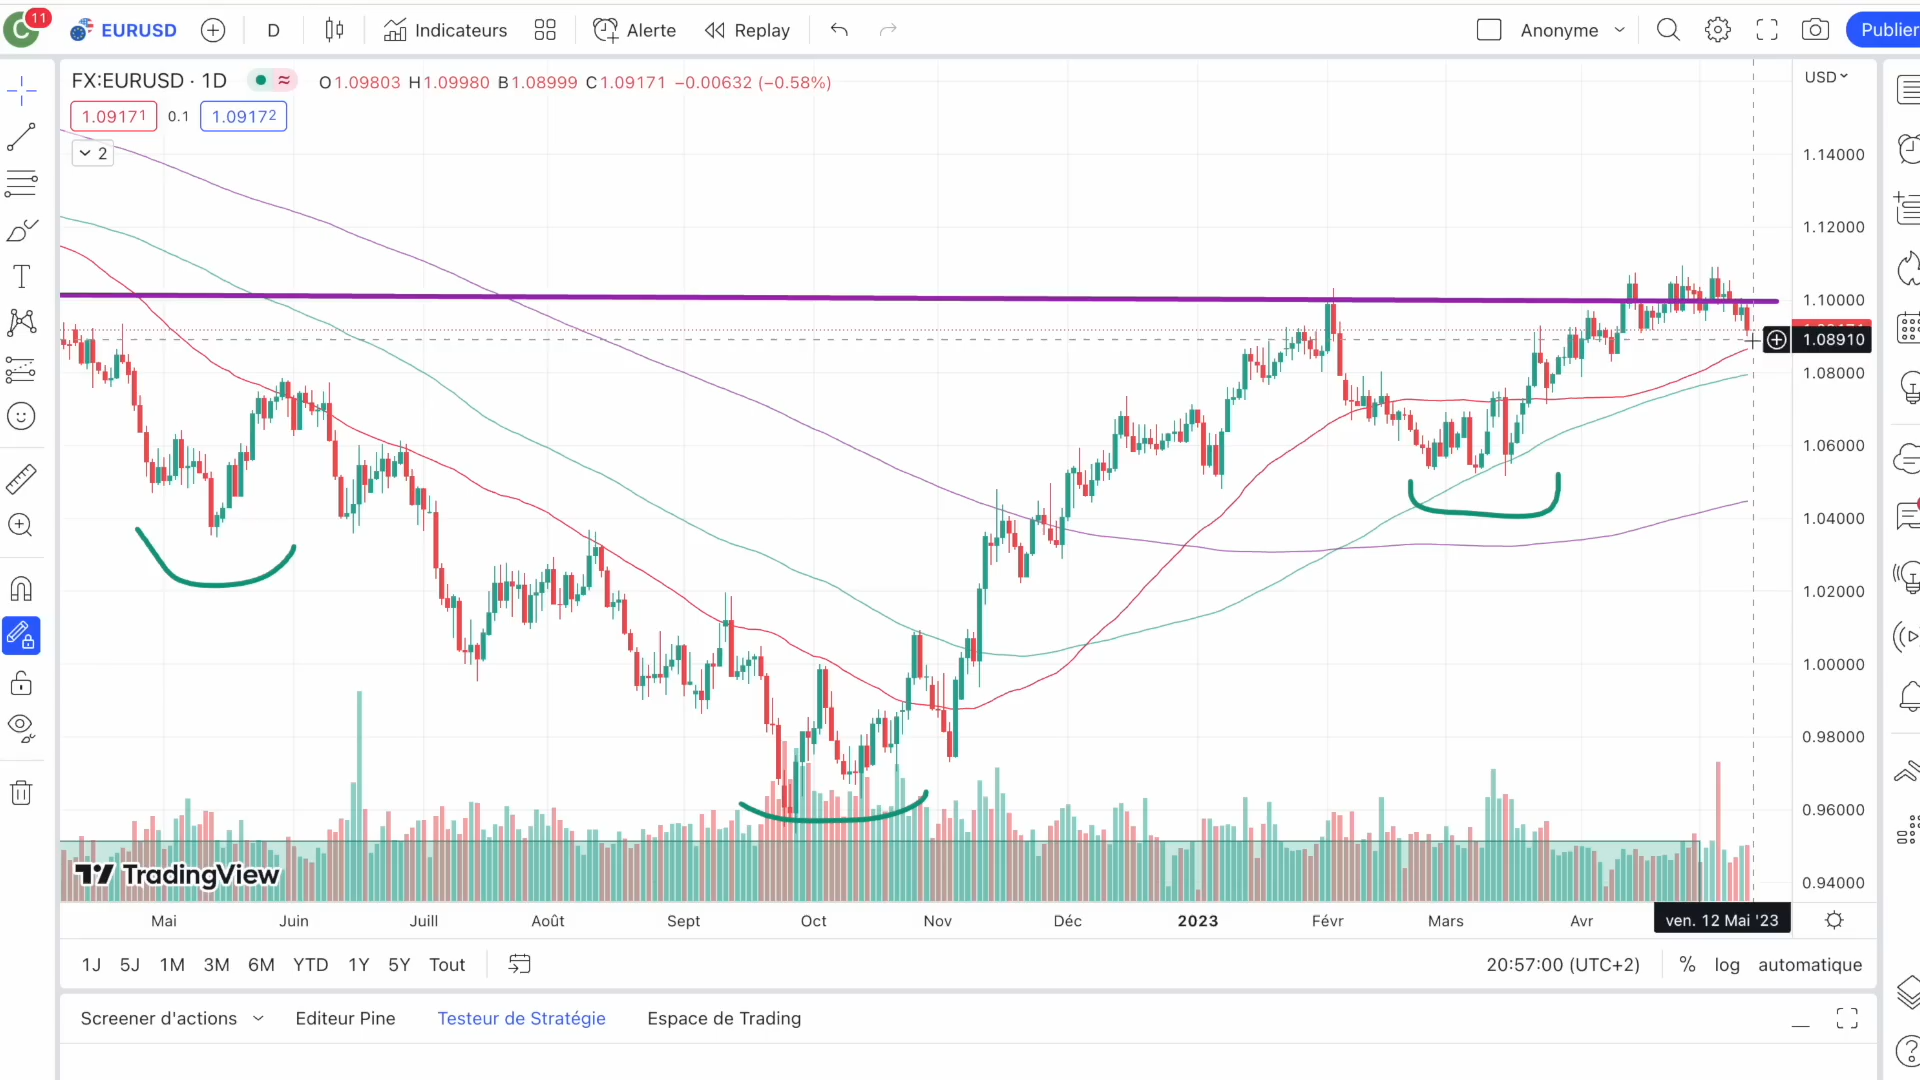 C
11
EURUSD
D
Indicateurs
Alerte
Replay
Anonyme
Publier
FX:EURUSD · 1D
≈
O1.09803 H1.09980 B1.08999 C1.09171 −0.00632 (−0.58%)
USD
1.09171
0.1
1.09172
2
1.14000
1.12000
1.10000
1.08910
1.08000
1.06000
1.04000
1.02000
1.00000
0.98000
0.96000
0.94000
TradingView
Mai
Juin
Juill
Août
Sept
Oct
Nov
Déc
2023
Févr
Mars
Avr
ven. 12 Mai '23
1J 5J 1M 3M 6M YTD 1Y 5Y Tout
20:57:00 (UTC+2)
% log automatique
Screener d'actions
Editeur Pine
Testeur de Stratégie
Espace de Trading